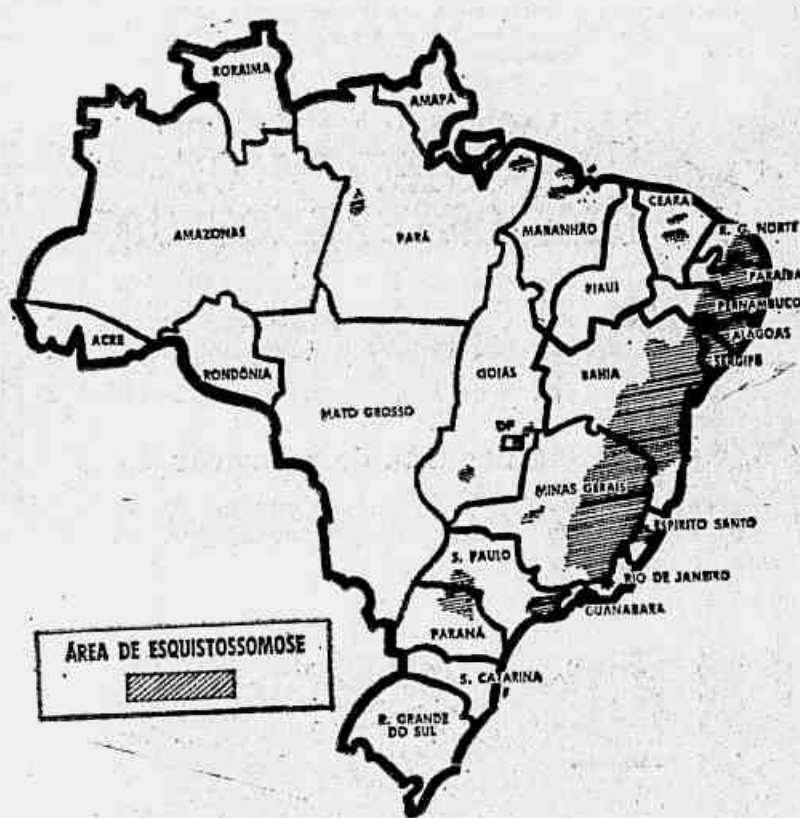 RORAIMA
AMAPÁ
AMAZONAS
PARÁ
MARANHÃO
CEARÁ
R. G. NORTE
PARAÍBA
PIAUÍ
PERNAMBUCO
ALAGOAS
SERGIPE
ACRE
RONDÔNIA
GOIÁS
BAHIA
MATO GROSSO
DF
MINAS GERAIS
ESPÍRITO SANTO
S. PAULO
RIO DE JANEIRO
GUANABARA
PARANÁ
S. CATARINA
R. GRANDE
DO SUL
ÁREA DE ESQUISTOSSOMOSE